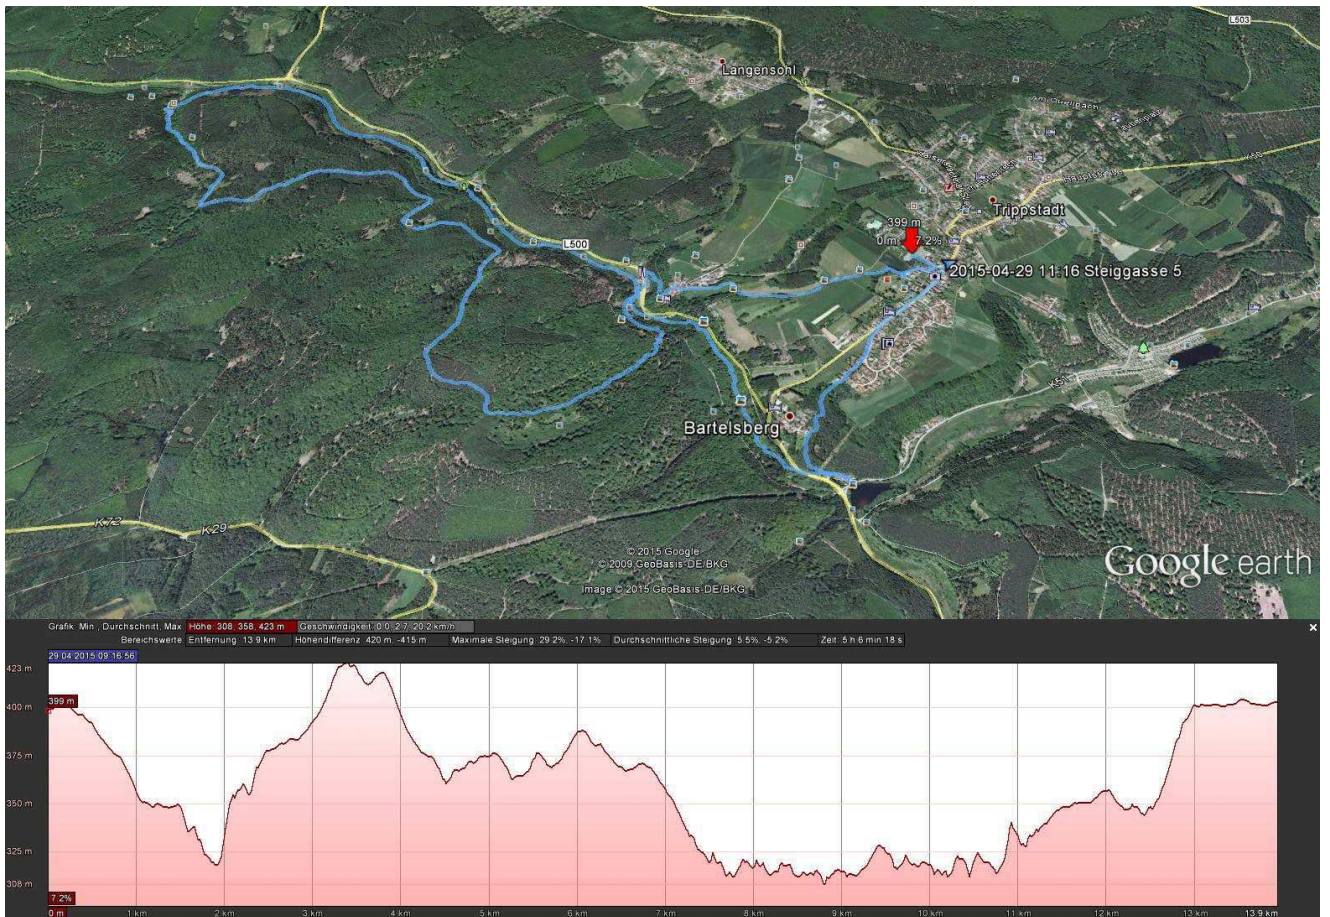 L503
Langensohl
Am Quellbach
Hauptstraße
Trippstadt
399 m
0 m 7.2%
L500
2015-04-29 11:16 Steiggasse 5
Bartelsberg
K72
K29
© 2015 Google
© 2009 GeoBasis-DE/BKG
Image © 2015 GeoBasis-DE/BKG
Google earth
Grafik: Min., Durchschnitt, Max. Höhe: 308, 358, 423 m Geschwindigkeit: 0.0, 2.7, 20.2 km/h
Bereichswerte: Entfernung: 13.9 km Höhendifferenz: 420 m, -415 m Maximale Steigung: 29.2%, -17.1% Durchschnittliche Steigung: 5.5%, -5.2% Zeit: 5 h 6 min 18 s
29.04.2015 09:16:56
423 m
399 m
400 m
375 m
350 m
325 m
308 m
7.2%
0 m 1 km 2 km 3 km 4 km 5 km 6 km 7 km 8 km 9 km 10 km 11 km 12 km 13 km 13.9 km